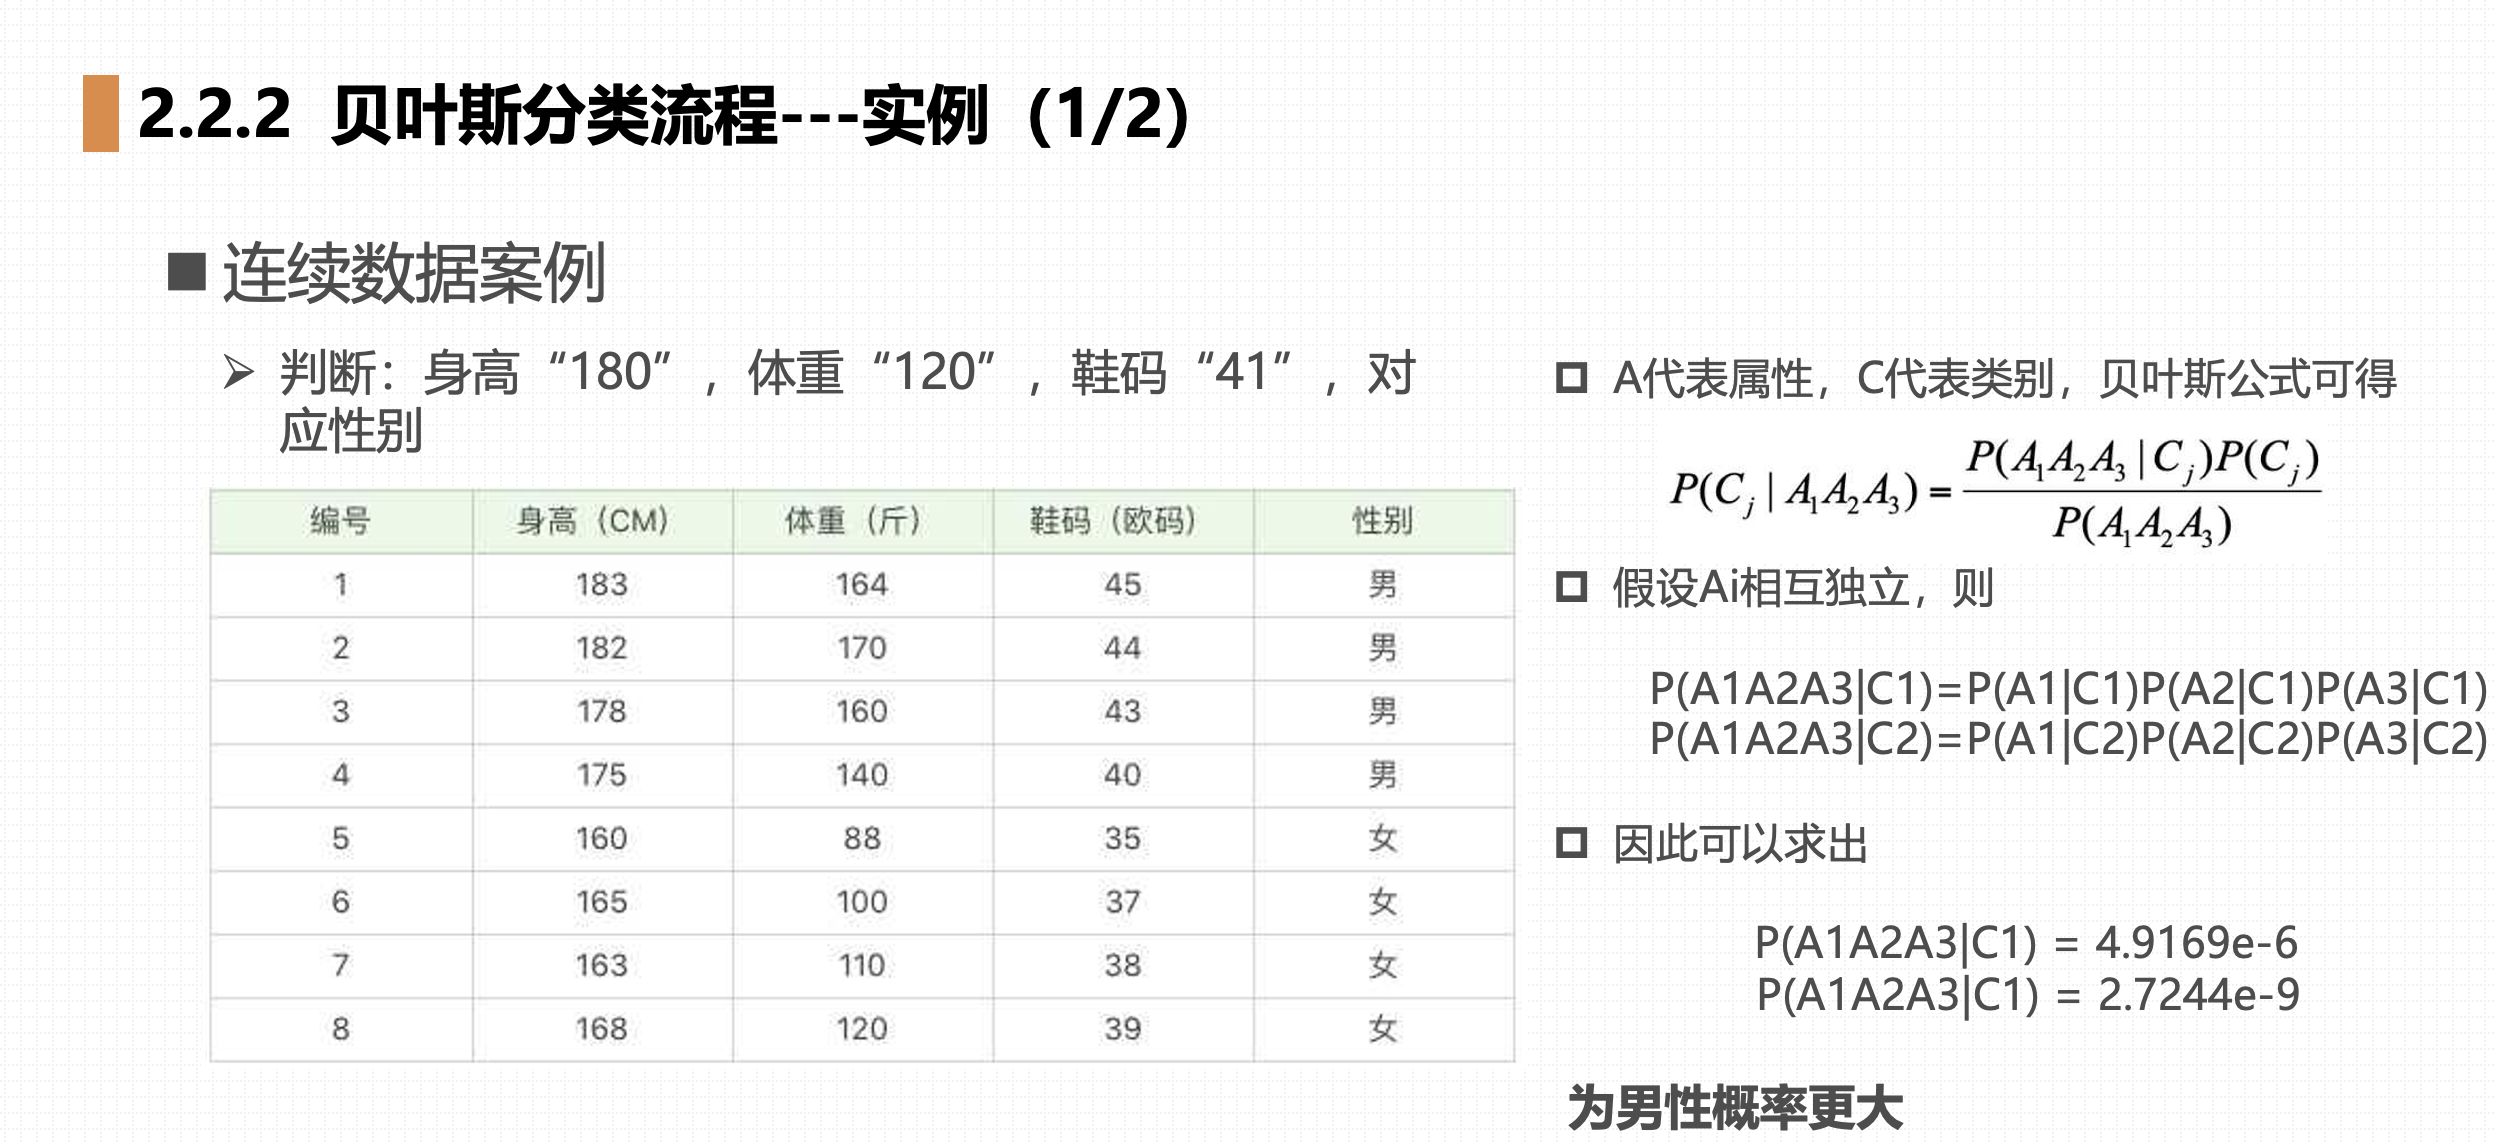 2.2.2 贝叶斯分类流程---实例（1/2）
■ 连续数据案例
➢ 判断：身高“180”，体重“120”，鞋码“41”，对
应性别
编号 身高（CM） 体重（斤） 鞋码（欧码） 性别
1 183 164 45 男
2 182 170 44 男
3 178 160 43 男
4 175 140 40 男
5 160 88 35 女
6 165 100 37 女
7 163 110 38 女
8 168 120 39 女
A代表属性，C代表类别，贝叶斯公式可得
P(C_j | A_1A_2A_3) = P(A_1A_2A_3 | C_j)P(C_j) / P(A_1A_2A_3)
假设Ai相互独立，则
P(A1A2A3|C1)=P(A1|C1)P(A2|C1)P(A3|C1)
P(A1A2A3|C2)=P(A1|C2)P(A2|C2)P(A3|C2)
因此可以求出
P(A1A2A3|C1) = 4.9169e-6
P(A1A2A3|C1) = 2.7244e-9
为男性概率更大